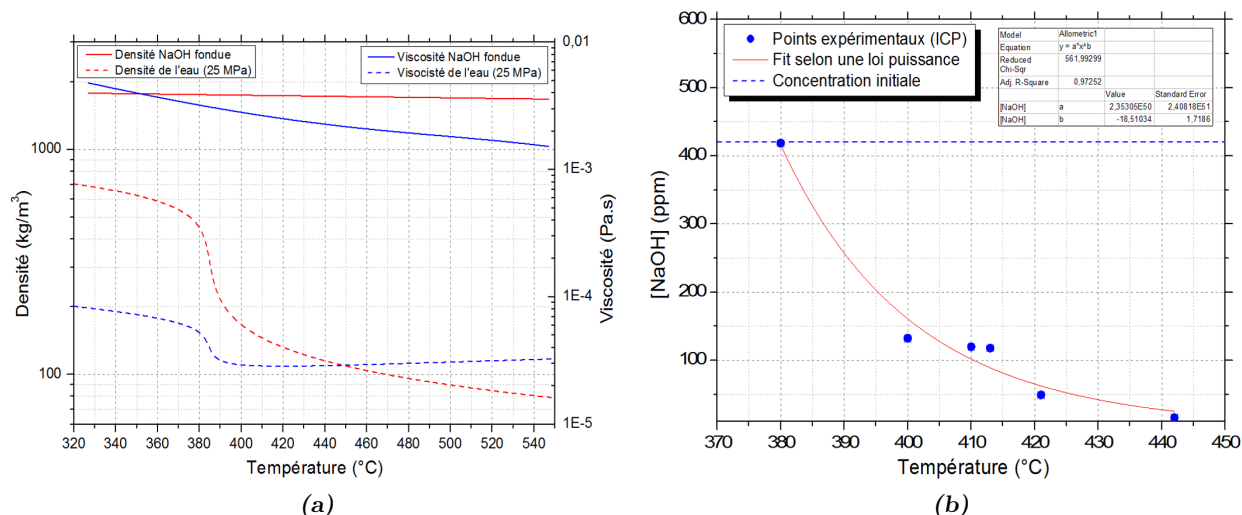 Densité NaOH fondue
Densité de l'eau (25 MPa)
Viscosité NaOH fondue
Visocisté de l'eau (25 MPa)
0,01
1000
1E-3
1E-4
100
1E-5
320 340 360 380 400 420 440 460 480 500 520 540
Densité (kg/m³)
Viscosité (Pa.s)
Température (°C)
(a)
Points expérimentaux (ICP)
Fit selon une loi puissance
Concentration initiale
Model Allometric1
Equation y = a*x^b
Reduced Chi-Sqr 561,99299
Adj. R-Square 0,97252
Value Standard Error
[NaOH] a 2,35305E50 2,40818E51
[NaOH] b -18,51034 1,7186
600
500
400
300
200
100
370 380 390 400 410 420 430 440 450
[NaOH] (ppm)
Température (°C)
(b)